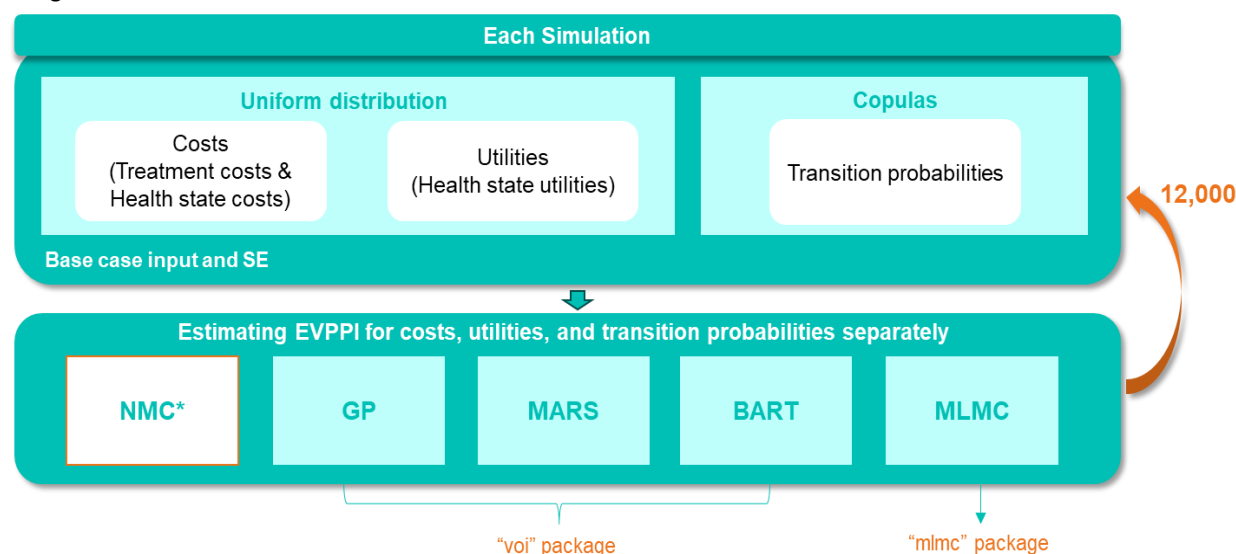 Each Simulation
Uniform distribution
Copulas
Costs
(Treatment costs &
Health state costs)
Utilities
(Health state utilities)
Transition probabilities
12,000
Base case input and SE
Estimating EVPPI for costs, utilities, and transition probabilities separately
NMC*
GP
MARS
BART
MLMC
“voi” package
“mlmc” package